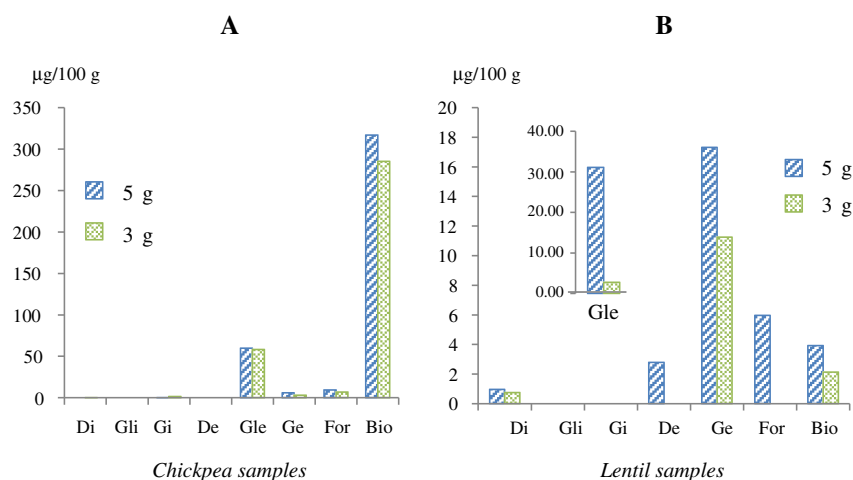 A
µg/100 g
350
300
250
200
150
100
50
0
5 g
3 g
Di Gli Gi De Gle Ge For Bio
Chickpea samples
B
µg/100 g
20
18
16
14
12
10
8
6
4
2
0
40.00
30.00
20.00
10.00
0.00
Gle
5 g
3 g
Di Gli Gi De Ge For Bio
Lentil samples